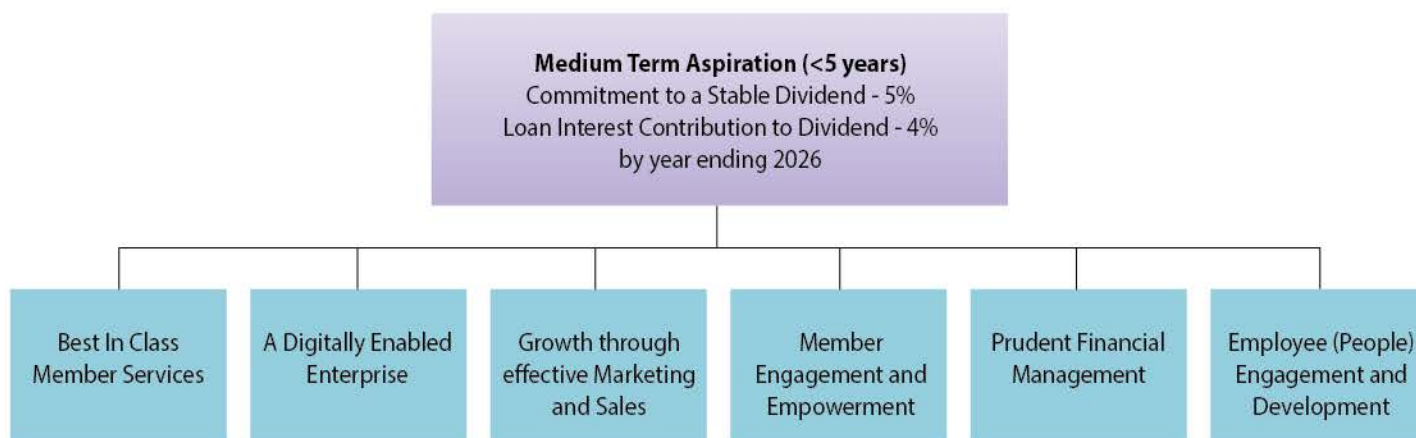 Medium Term Aspiration (<5 years)
Commitment to a Stable Dividend - 5%
Loan Interest Contribution to Dividend - 4%
by year ending 2026
Best In Class
Member Services
A Digitally Enabled
Enterprise
Growth through
effective Marketing
and Sales
Member
Engagement and
Empowerment
Prudent Financial
Management
Employee (People)
Engagement and
Development